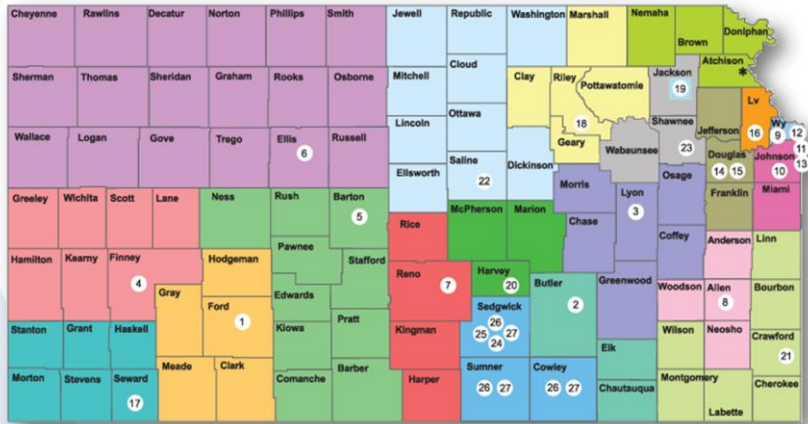 Cheyenne Rawlins Decatur Norton Phillips Smith Jewell Republic Washington Marshall Nemaha Brown Doniphan
Atchison *
Sherman Thomas Sheridan Graham Rooks Osborne Mitchell Cloud Clay Riley Pottawatomie Jackson
19
Lv
16
Wy
9 12
Wallace Logan Gove Trego Ellis Russell Lincoln Ottawa
6
18
Geary
Shawnee
23
Jefferson
11
13
Wabaunsee
Douglas
14 15
Johnson
10
Ellsworth Saline Dickinson
22
Greeley Wichita Scott Lane Ness Rush Barton
5
Rice McPherson Marion Morris Lyon Osage Franklin Miami
3
Chase Coffey
Pawnee Stafford
Hamilton Kearny Finney Hodgeman
4
Reno
7
Harvey
20
Butler
2
Greenwood
Anderson Linn
Gray Ford
1
Edwards
Woodson Allen
8
Bourbon
Sedgwick
26
25 27
24
Kiowa Pratt
Stanton Grant Haskell
Kingman
Wilson Neosho Crawford
21
Elk
Meade Clark
Barber
Comanche
Morton Stevens Seward
17
Harper
Sumner
26 27
Cowley
26 27
Chautauqua
Montgomery
Labette
Cherokee